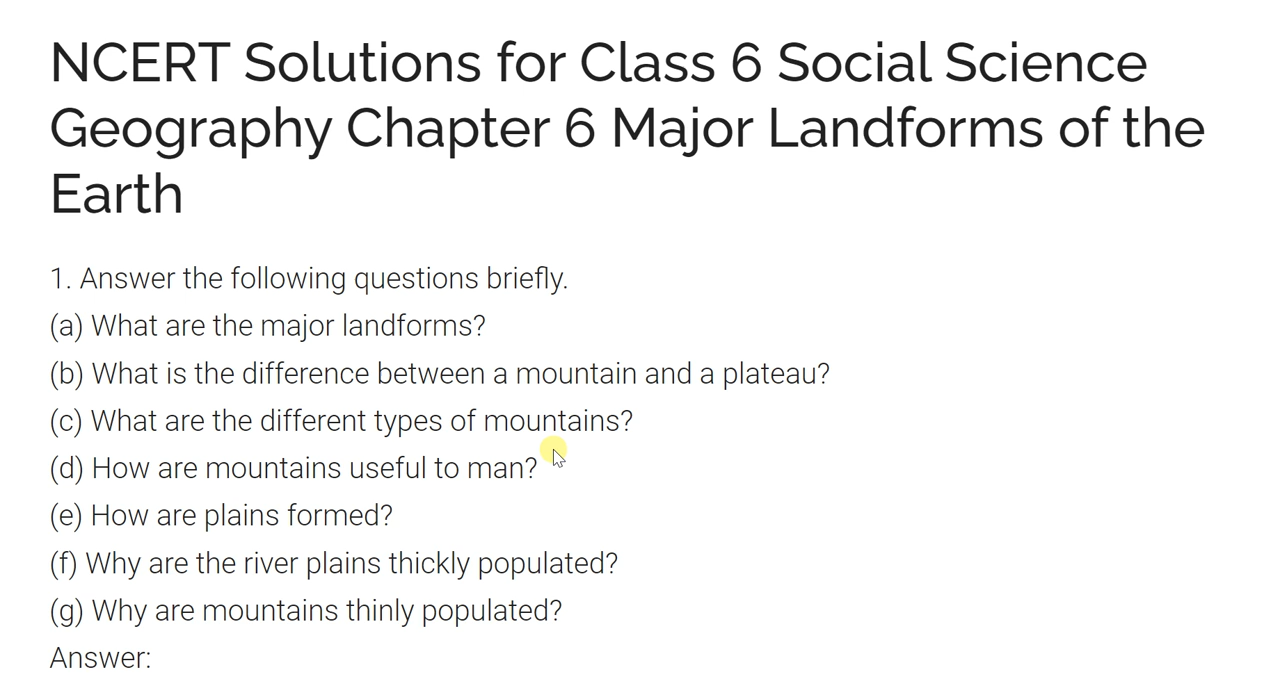 NCERT Solutions for Class 6 Social Science
Geography Chapter 6 Major Landforms of the
Earth
1. Answer the following questions briefly.
(a) What are the major landforms?
(b) What is the difference between a mountain and a plateau?
(c) What are the different types of mountains?
(d) How are mountains useful to man?
(e) How are plains formed?
(f) Why are the river plains thickly populated?
(g) Why are mountains thinly populated?
Answer: